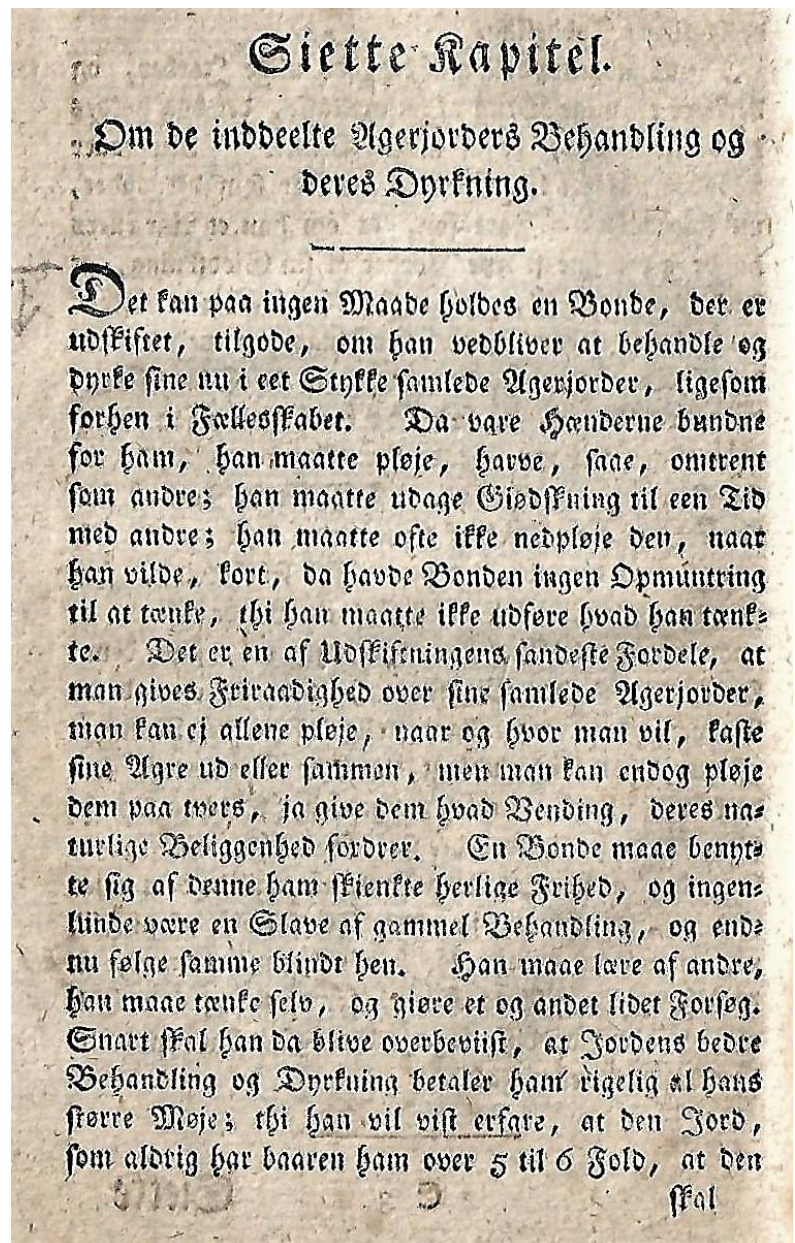 Siette Kapitel.
Om de inddeelte Agerjorders Behandling og
deres Dyrkning.
Det kan paa ingen Maade holdes en Bonde, der er
udskiftet, tilgode, om han vedbliver at behandle og
dyrke sine nu i eet Stykke samlede Agerjorder, ligesom
forhen i Fællesskabet. Da vare Hænderne bundne
for ham, han maatte pløje, harve, saae, omtrent
som andre; han maatte udage Giødskning til een Tid
med andre; han maatte ofte ikke nedpløje den, naar
han vilde, kort, da havde Bonden ingen Opmuntring
til at tænke, thi han maatte ikke udføre hvad han tænk-
te. Det er en af Udskiftningens sandeste Fordele, at
man gives Friraadighed over sine samlede Agerjorder,
man kan ej allene pløje, naar og hvor man vil, kaste
sine Agre ud eller sammen, men man kan endog pløje
dem paa tvers, ja give dem hvad Vending, deres na-
turlige Beliggenhed fordrer. En Bonde maae benyt-
te sig af denne ham skienkte herlige Frihed, og ingen-
lunde være en Slave af gammel Behandling, og end-
nu følge samme blindt hen. Han maae lære af andre,
han maae tænke selv, og giøre et og andet lidet Forsøg.
Snart skal han da blive overbeviist, at Jordens bedre
Behandling og Dyrkning betaler ham rigelig al hans
større Møje; thi han vil vist erfare, at den Jord,
som aldrig har baaren ham over 5 til 6 Fold, at den
skal